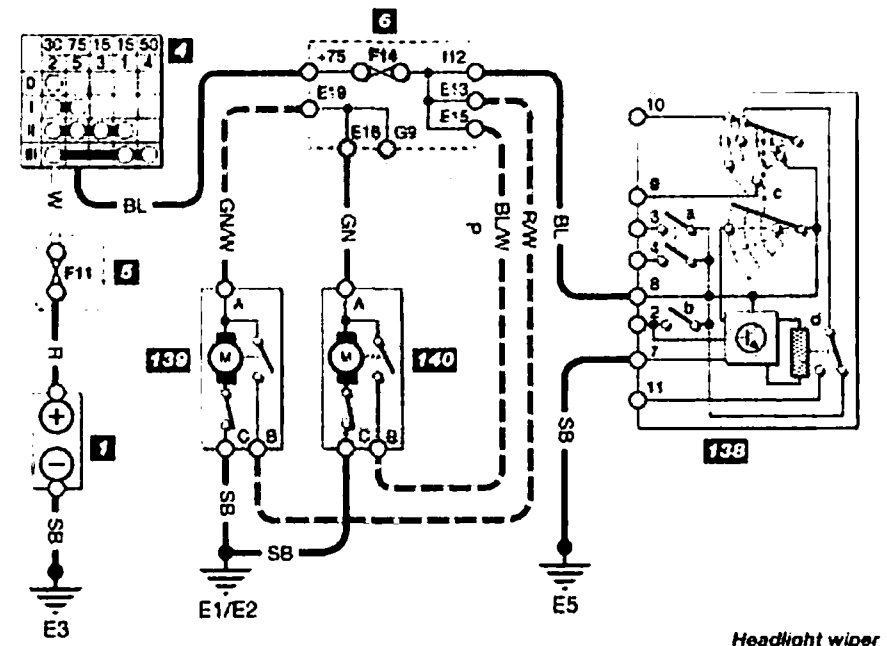 30 75 15 15 50
2 5 3 1 4
4
0
I
II
III
6
+75
F14
I12
E13
E15
E19
E18
G9
W
BL
F11
5
R
+
−
1
SB
E3
GN/W
GN
P
BL/W
R/W
BL
A
M
C
B
139
A
M
C
B
140
SB
SB
E1/E2
SB
E5
10
9
3
4
8
2
7
11
a
b
c
d
138
Headlight wiper